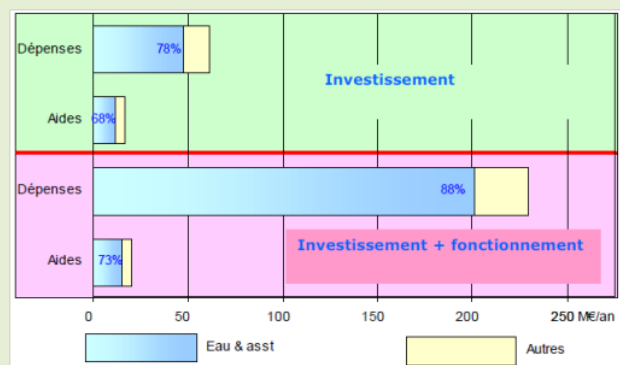 Dépenses 78%
Investissement
Aides 68%
Dépenses 88%
Investissement + fonctionnement
Aides 73%
0 50 100 150 200 250 M€/an
Eau & asst Autres